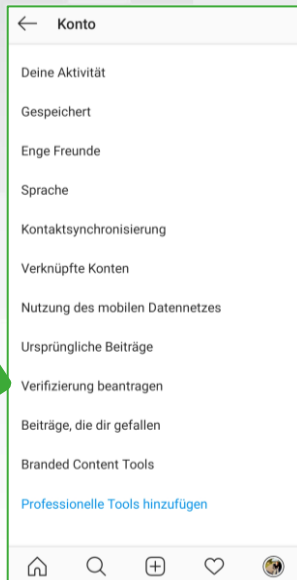 Konto
Deine Aktivität
Gespeichert
Enge Freunde
Sprache
Kontaktsynchronisierung
Verknüpfte Konten
Nutzung des mobilen Datennetzes
Ursprüngliche Beiträge
Verifizierung beantragen
Beiträge, die dir gefallen
Branded Content Tools
Professionelle Tools hinzufügen